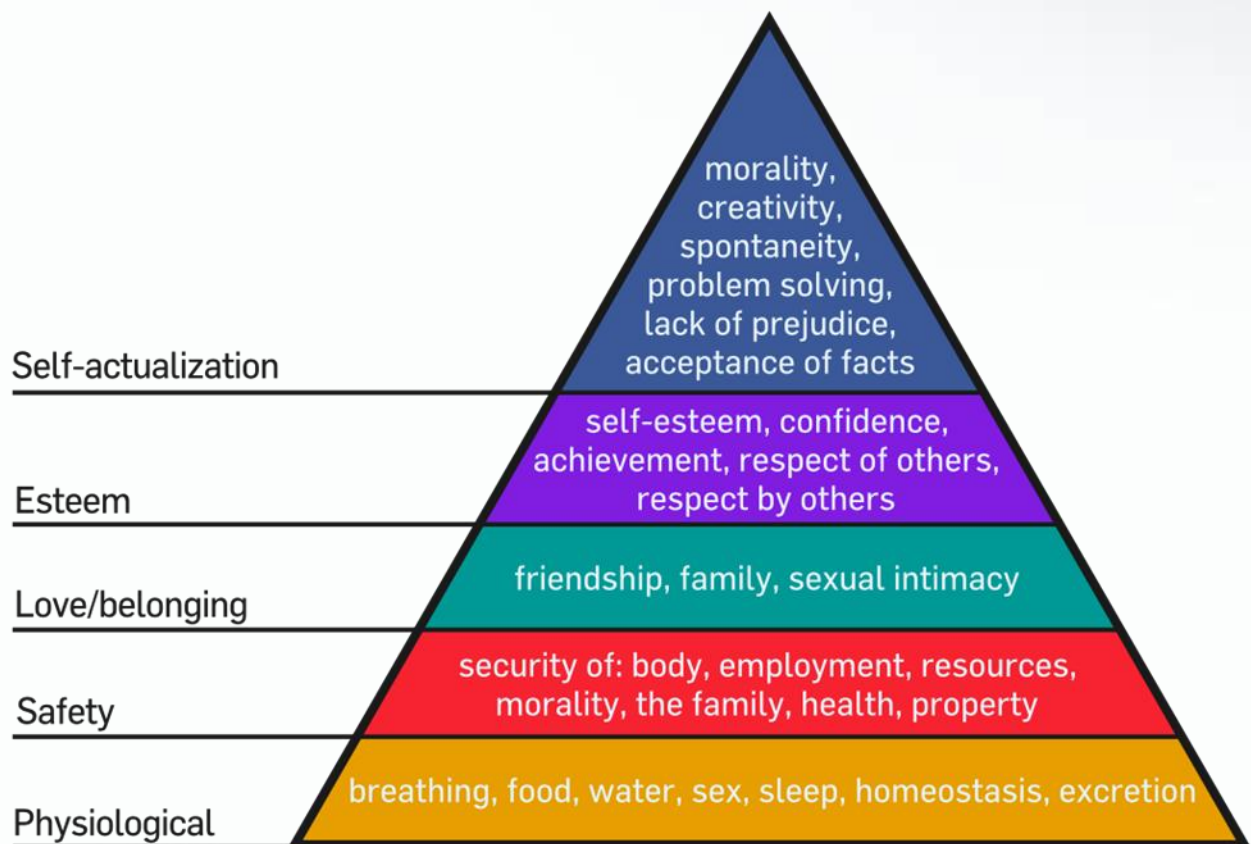 morality,
creativity,
spontaneity,
problem solving,
lack of prejudice,
acceptance of facts
Self-actualization
self-esteem, confidence,
achievement, respect of others,
respect by others
Esteem
friendship, family, sexual intimacy
Love/belonging
security of: body, employment, resources,
morality, the family, health, property
Safety
breathing, food, water, sex, sleep, homeostasis, excretion
Physiological